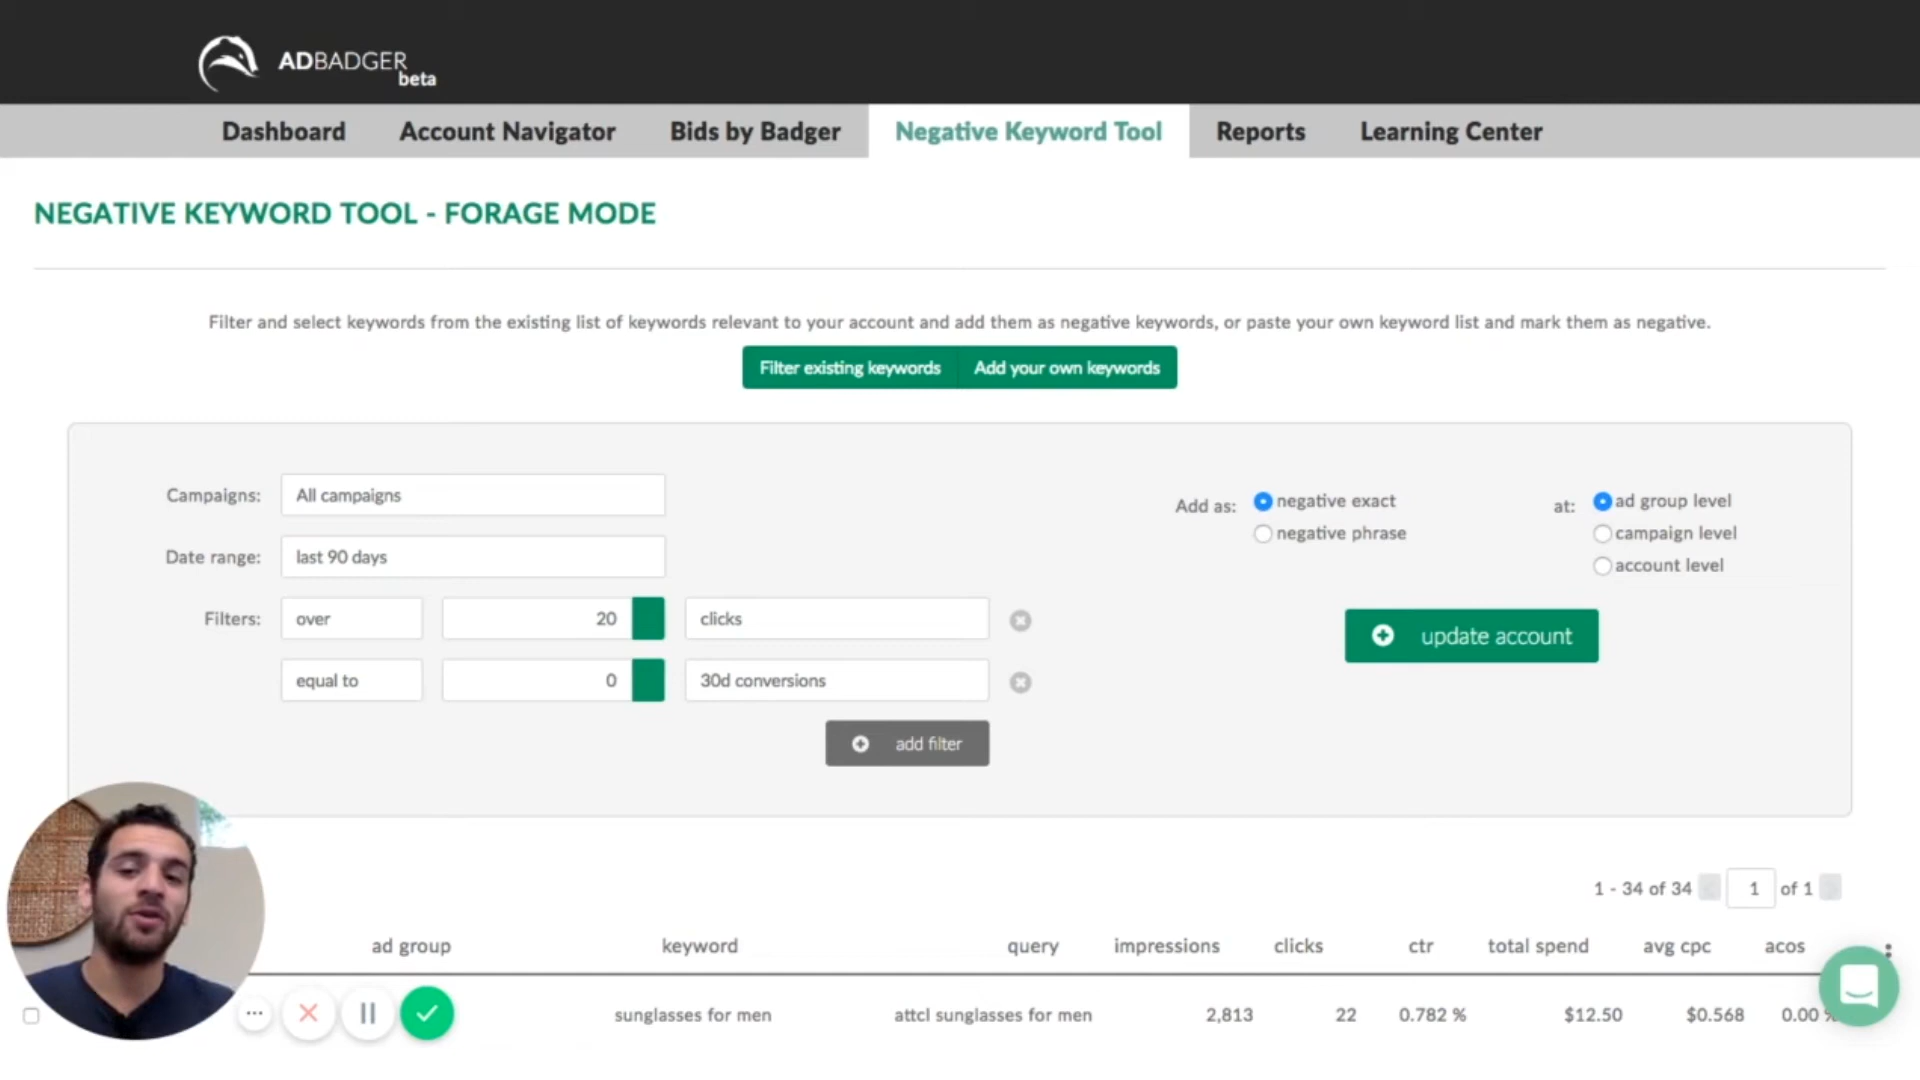 ADBADGER
beta
Dashboard Account Navigator Bids by Badger Negative Keyword Tool Reports Learning Center
NEGATIVE KEYWORD TOOL - FORAGE MODE
Filter and select keywords from the existing list of keywords relevant to your account and add them as negative keywords, or paste your own keyword list and mark them as negative.
Filter existing keywords Add your own keywords
Campaigns: All campaigns
Add as: negative exact at: ad group level
negative phrase campaign level
Date range: last 90 days
account level
Filters: over 20 clicks
update account
equal to 0 30d conversions
add filter
1 - 34 of 34 1 of 1
ad group keyword query impressions clicks ctr total spend avg cpc acos
sunglasses for men attcl sunglasses for men 2,813 22 0.782 % $12.50 $0.568 0.00 %